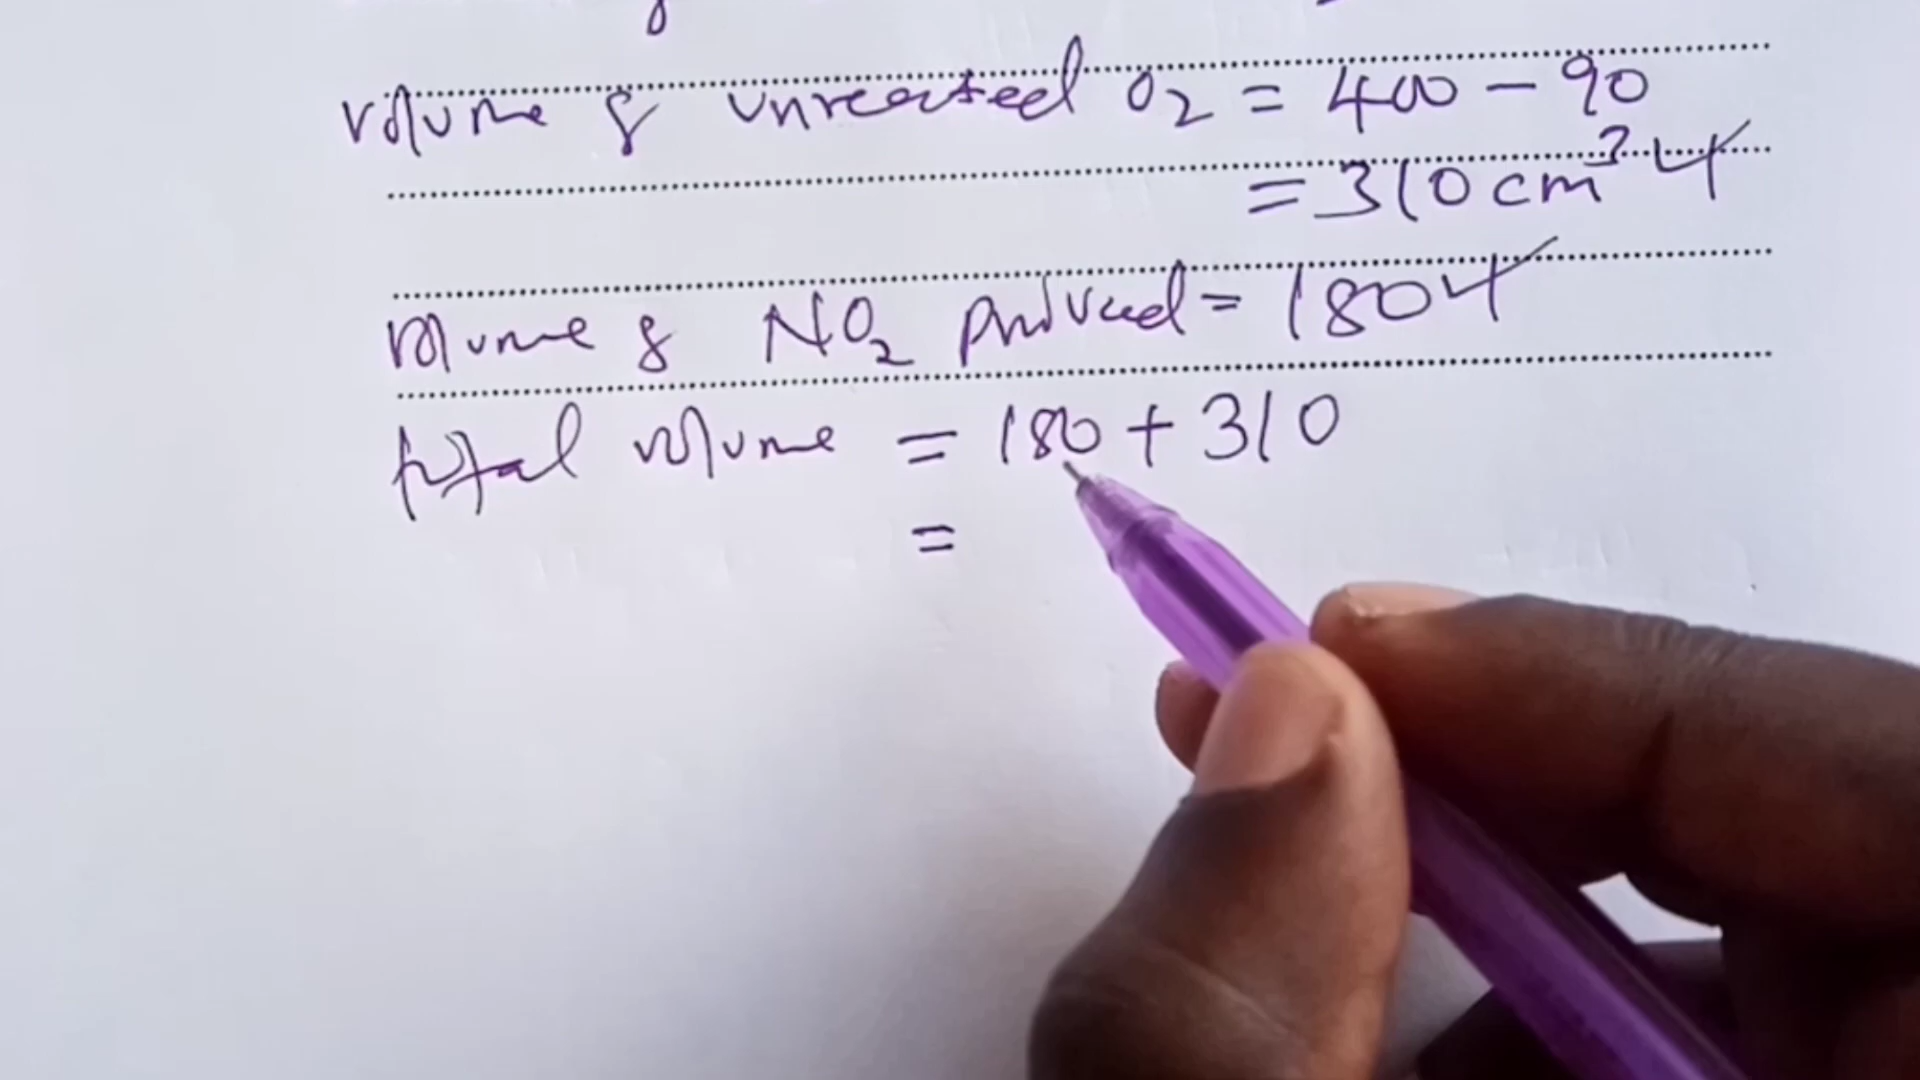 volume of unreacted O2 = 400 - 90
= 310 cm³ ✓
volume of NO2 produced = 180 ✓
total volume = 180 + 310
=